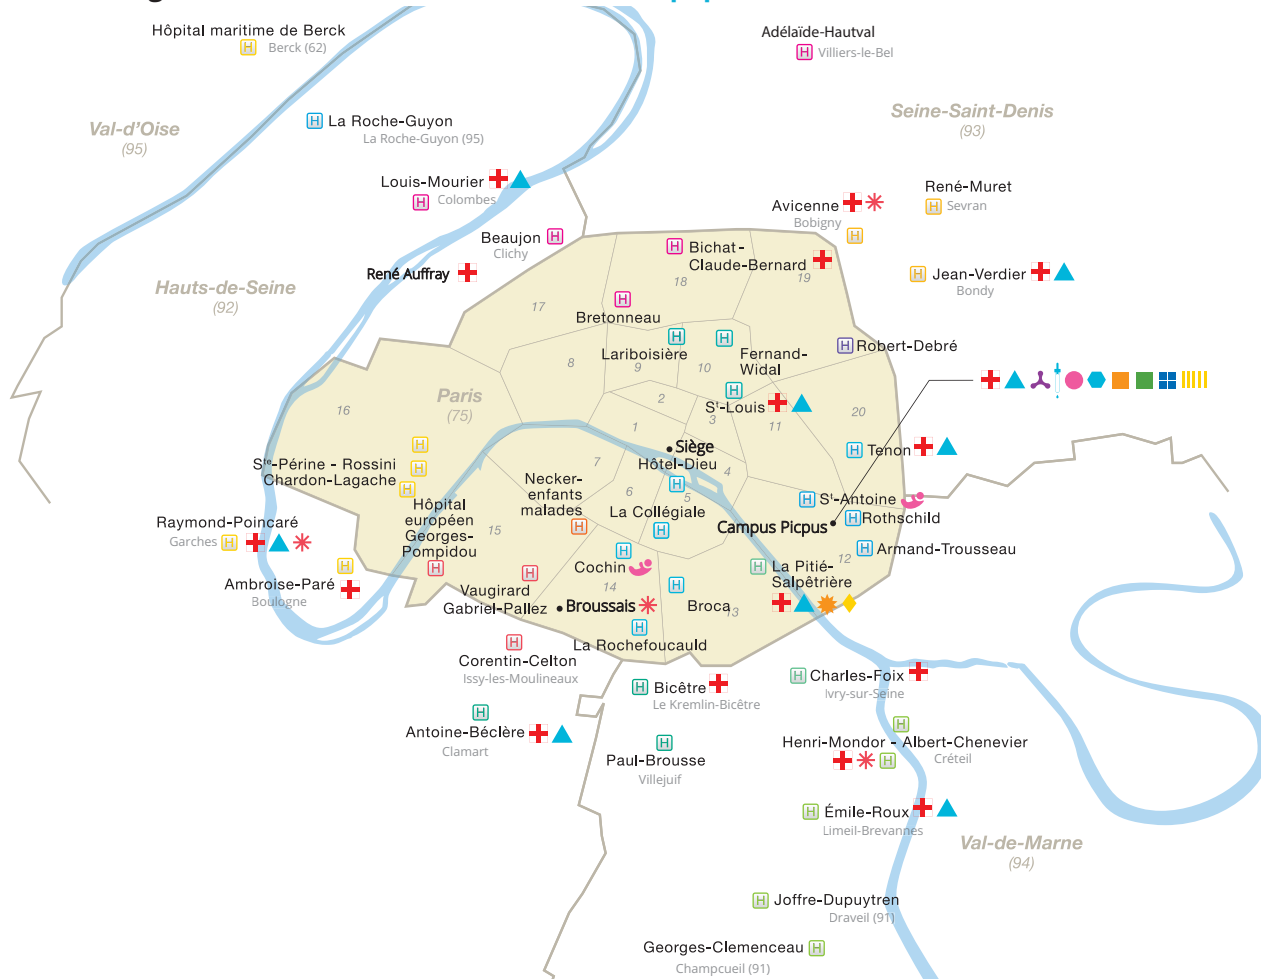 Hôpital maritime de Berck
H Berck (62)
Adélaïde-Hautval
H Villiers-le-Bel
Val-d'Oise
(95)
H La Roche-Guyon
La Roche-Guyon (95)
Seine-Saint-Denis
(93)
Louis-Mourier
H Colombes
René-Muret
H Sevran
Avicenne
Bobigny
H
Beaujon H
Clichy
H Bichat-
Claude-Bernard
René Auffray
H Jean-Verdier
Bondy
Hauts-de-Seine
(92)
17
18
19
H
Bretonneau
H
Lariboisière
H
Fernand-
Widal
H Robert-Debré
8
9
10
H
St-Louis
Paris
(75)
16
2
1
3
11
20
Siège
Hôtel-Dieu
H
H Tenon
H
Ste-Périne - Rossini H
Chardon-Lagache
H
7
4
6
5
Necker-
enfants
malades
H
La Collégiale
H
H St-Antoine
H Rothschild
Campus Picpus
Hôpital
européen
Georges-
Pompidou
H
15
Raymond-Poincaré
Garches H
H Armand-Trousseau
12
H
Ambroise-Paré
Boulogne
H
Cochin
H La Pitié-
Salpêtrière
H
Vaugirard
Gabriel-Pallez
14
Broussais
H
Broca
13
H
La Rochefoucauld
H
Corentin-Celton
Issy-les-Moulineaux
H Charles-Foix
Ivry-sur-Seine
H Bicêtre
Le Kremlin-Bicêtre
H
Antoine-Béclère
Clamart
H
Henri-Mondor - Albert-Chenevier
H Créteil
H
Paul-Brousse
Villejuif
H Émile-Roux
Limeil-Brevannes
Val-de-Marne
(94)
H Joffre-Dupuytren
Draveil (91)
Georges-Clemenceau H
Champcueil (91)